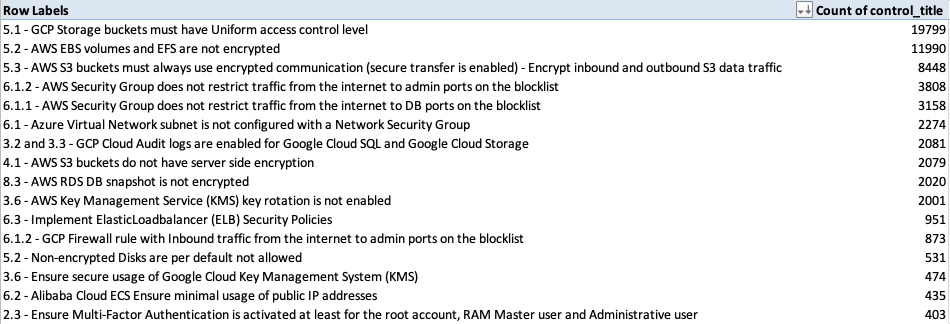 Row Labels Count of control_title
5.1 - GCP Storage buckets must have Uniform access control level 19799
5.2 - AWS EBS volumes and EFS are not encrypted 11990
5.3 - AWS S3 buckets must always use encrypted communication (secure transfer is enabled) - Encrypt inbound and outbound S3 data traffic 8448
6.1.2 - AWS Security Group does not restrict traffic from the internet to admin ports on the blocklist 3808
6.1.1 - AWS Security Group does not restrict traffic from the internet to DB ports on the blocklist 3158
6.1 - Azure Virtual Network subnet is not configured with a Network Security Group 2274
3.2 and 3.3 - GCP Cloud Audit logs are enabled for Google Cloud SQL and Google Cloud Storage 2081
4.1 - AWS S3 buckets do not have server side encryption 2079
8.3 - AWS RDS DB snapshot is not encrypted 2020
3.6 - AWS Key Management Service (KMS) key rotation is not enabled 2001
6.3 - Implement ElasticLoadbalancer (ELB) Security Policies 951
6.1.2 - GCP Firewall rule with Inbound traffic from the internet to admin ports on the blocklist 873
5.2 - Non-encrypted Disks are per default not allowed 531
3.6 - Ensure secure usage of Google Cloud Key Management System (KMS) 474
6.2 - Alibaba Cloud ECS Ensure minimal usage of public IP addresses 435
2.3 - Ensure Multi-Factor Authentication is activated at least for the root account, RAM Master user and Administrative user 403